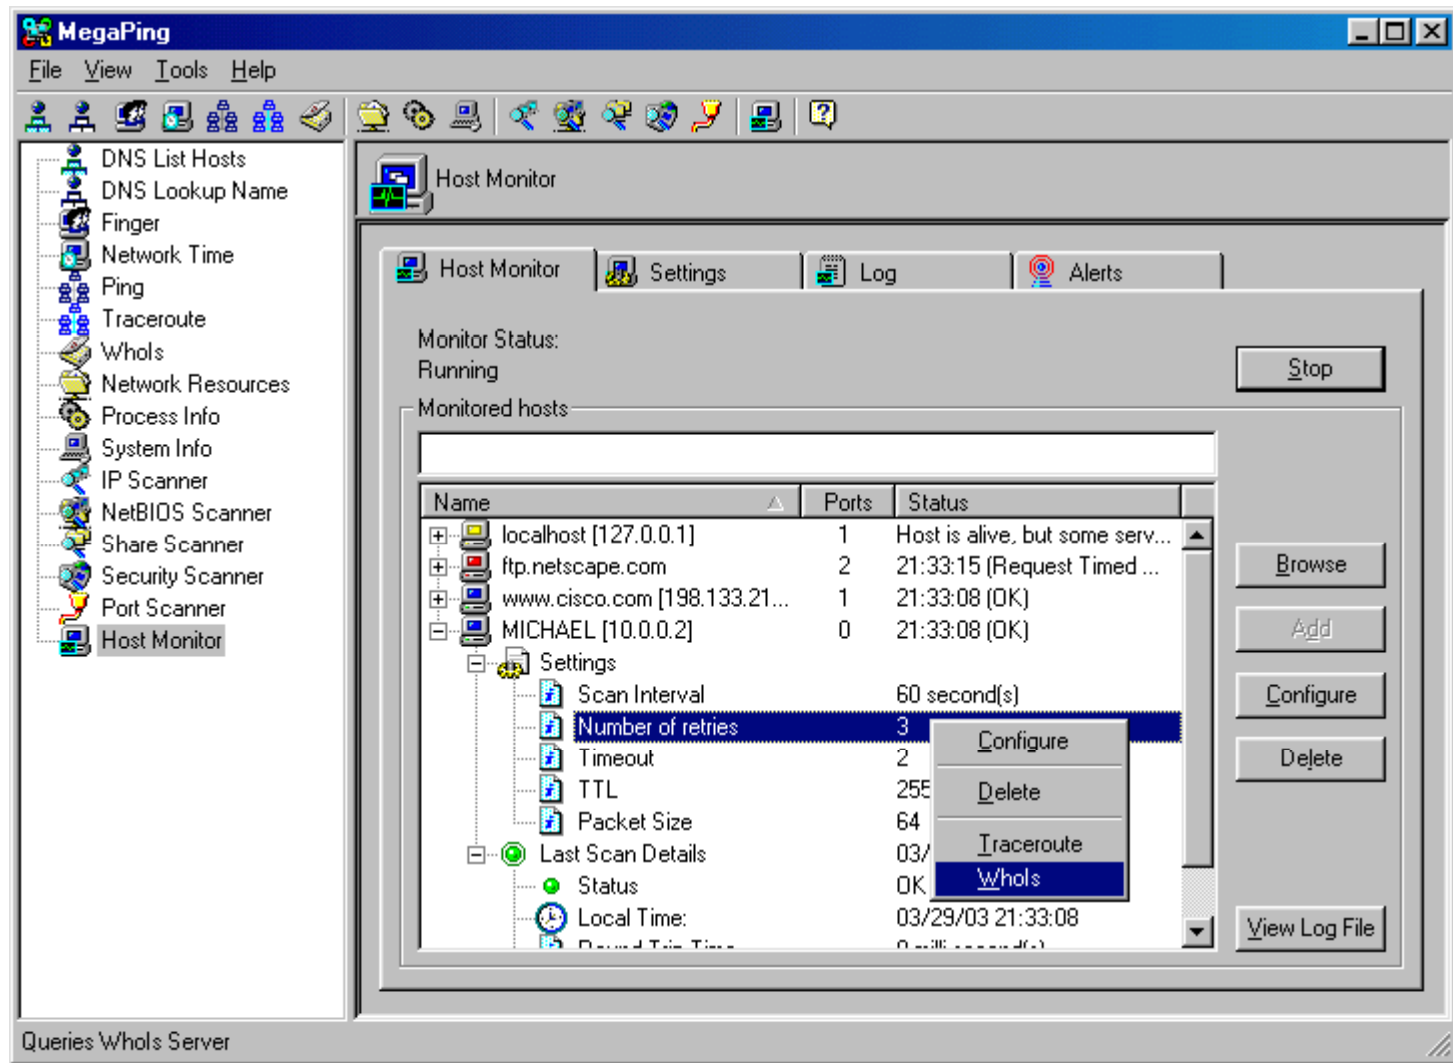 MegaPing
File View Tools Help
DNS List Hosts
DNS Lookup Name
Finger
Network Time
Ping
Traceroute
WhoIs
Network Resources
Process Info
System Info
IP Scanner
NetBIOS Scanner
Share Scanner
Security Scanner
Port Scanner
Host Monitor
Host Monitor
Host Monitor Settings Log Alerts
Monitor Status:
Running
Stop
Monitored hosts
Name Ports Status
localhost [127.0.0.1] 1 Host is alive, but some serv...
ftp.netscape.com 2 21:33:15 (Request Timed ...
www.cisco.com [198.133.21... 1 21:33:08 (OK)
MICHAEL [10.0.0.2] 0 21:33:08 (OK)
Settings
Scan Interval 60 second(s)
Number of retries 3
Timeout 2
TTL 255
Packet Size 64
Last Scan Details 03/
Status OK
Local Time: 03/29/03 21:33:08
Round Trip Time 0 milli second(s)
Configure
Delete
Traceroute
WhoIs
Browse
Add
Configure
Delete
View Log File
Queries WhoIs Server